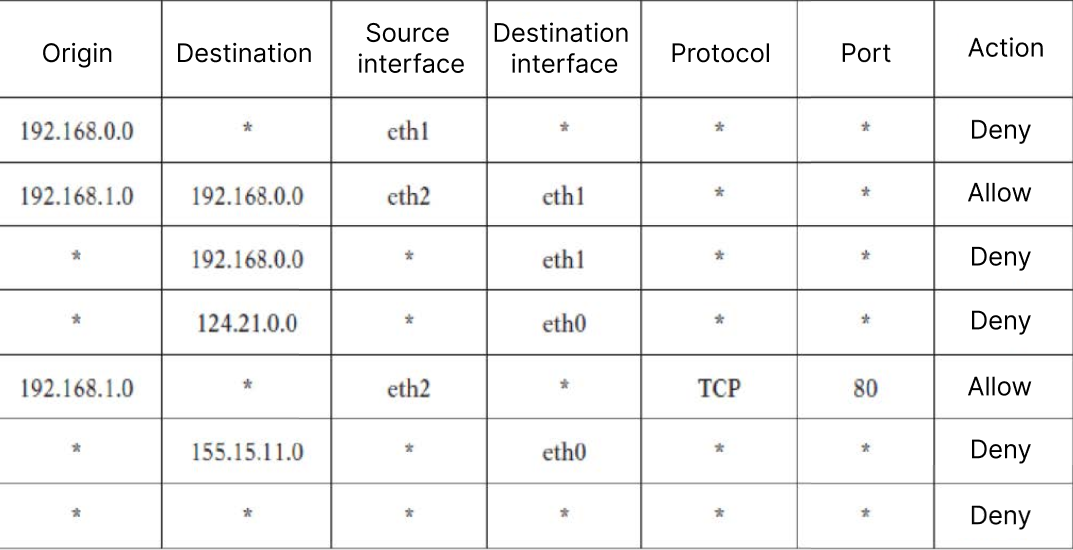 Origin Destination Source interface Destination interface Protocol Port Action
192.168.0.0 * eth1 * * * Deny
192.168.1.0 192.168.0.0 eth2 eth1 * * Allow
* 192.168.0.0 * eth1 * * Deny
* 124.21.0.0 * eth0 * * Deny
192.168.1.0 * eth2 * TCP 80 Allow
* 155.15.11.0 * eth0 * * Deny
* * * * * * Deny